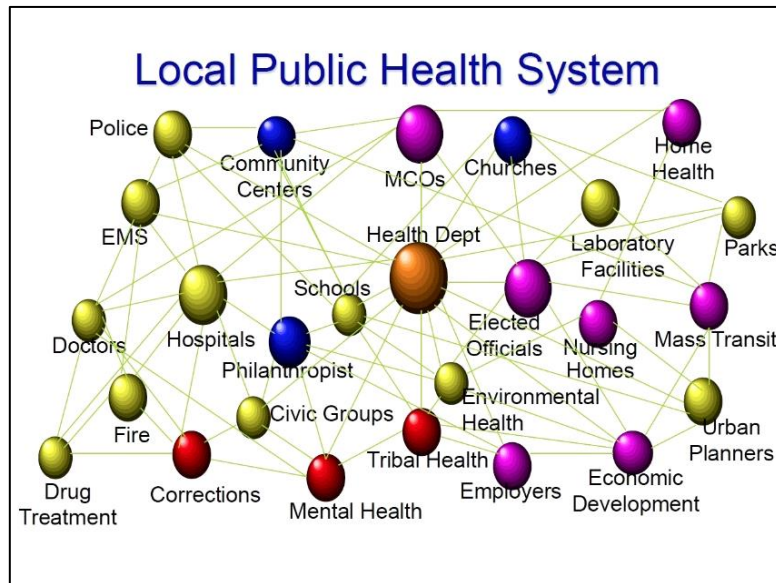 Local Public Health System
Police
Community
Centers
MCOs
Churches
Home
Health
EMS
Health Dept
Laboratory
Facilities
Parks
Schools
Doctors
Hospitals
Philanthropist
Elected
Officials
Nursing
Homes
Mass Transit
Fire
Civic Groups
Environmental
Health
Urban
Planners
Drug
Treatment
Corrections
Mental Health
Tribal Health
Employers
Economic
Development